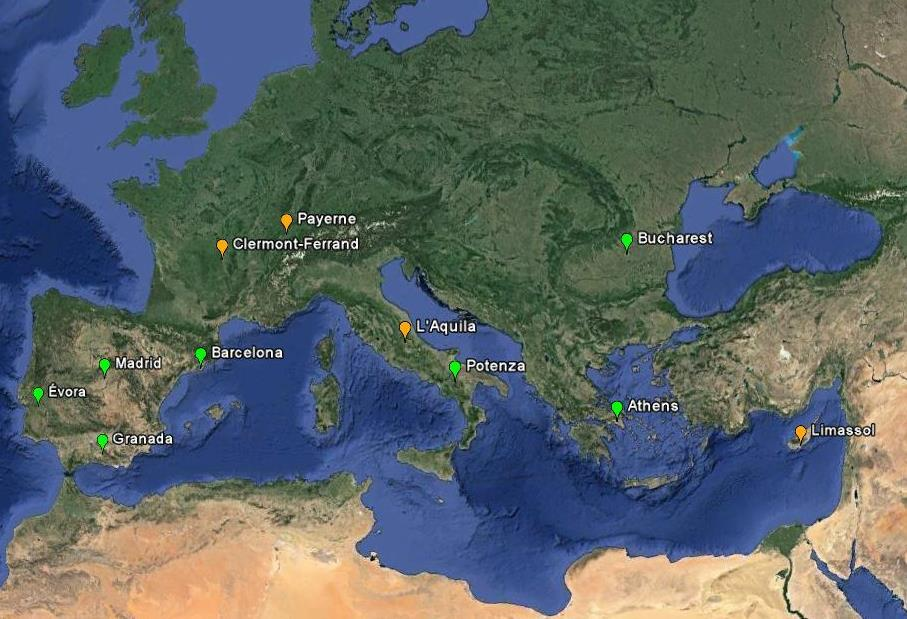 Payerne
Bucharest
Clermont-Ferrand
L'Aquila
Barcelona
Madrid
Potenza
Évora
Athens
Limassol
Granada